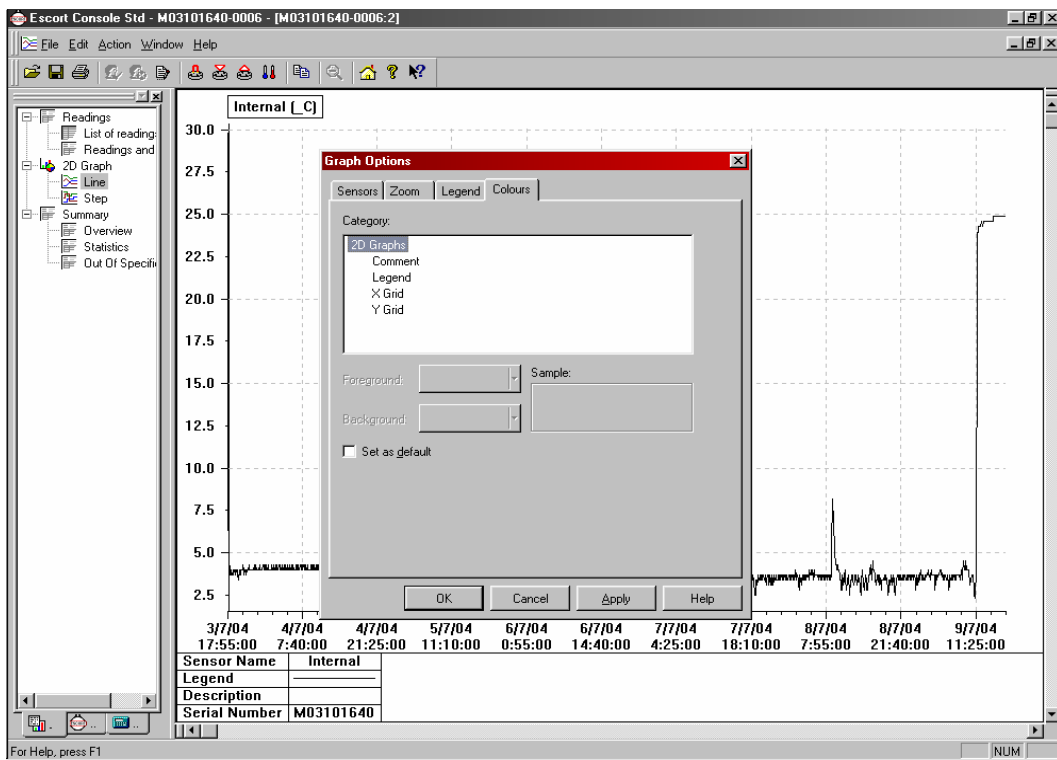 Escort Console Std - M03101640-0006 - [M03101640-0006:2]
File Edit Action Window Help
Readings
List of reading
Readings and
2D Graph
Line
Step
Summary
Overview
Statistics
Out Of Specifi
Internal (_C)
30.0
27.5
25.0
22.5
20.0
17.5
15.0
12.5
10.0
7.5
5.0
2.5
Graph Options
Sensors Zoom Legend Colours
Category:
2D Graphs
Comment
Legend
X Grid
Y Grid
Foreground:
Sample:
Background:
Set as default
OK Cancel Apply Help
3/7/04 4/7/04 4/7/04 5/7/04 6/7/04 6/7/04 7/7/04 7/7/04 8/7/04 8/7/04 9/7/04
17:55:00 7:40:00 21:25:00 11:10:00 0:55:00 14:40:00 4:25:00 18:10:00 7:55:00 21:40:00 11:25:00
Sensor Name Internal
Legend
Description
Serial Number M03101640
For Help, press F1
NUM